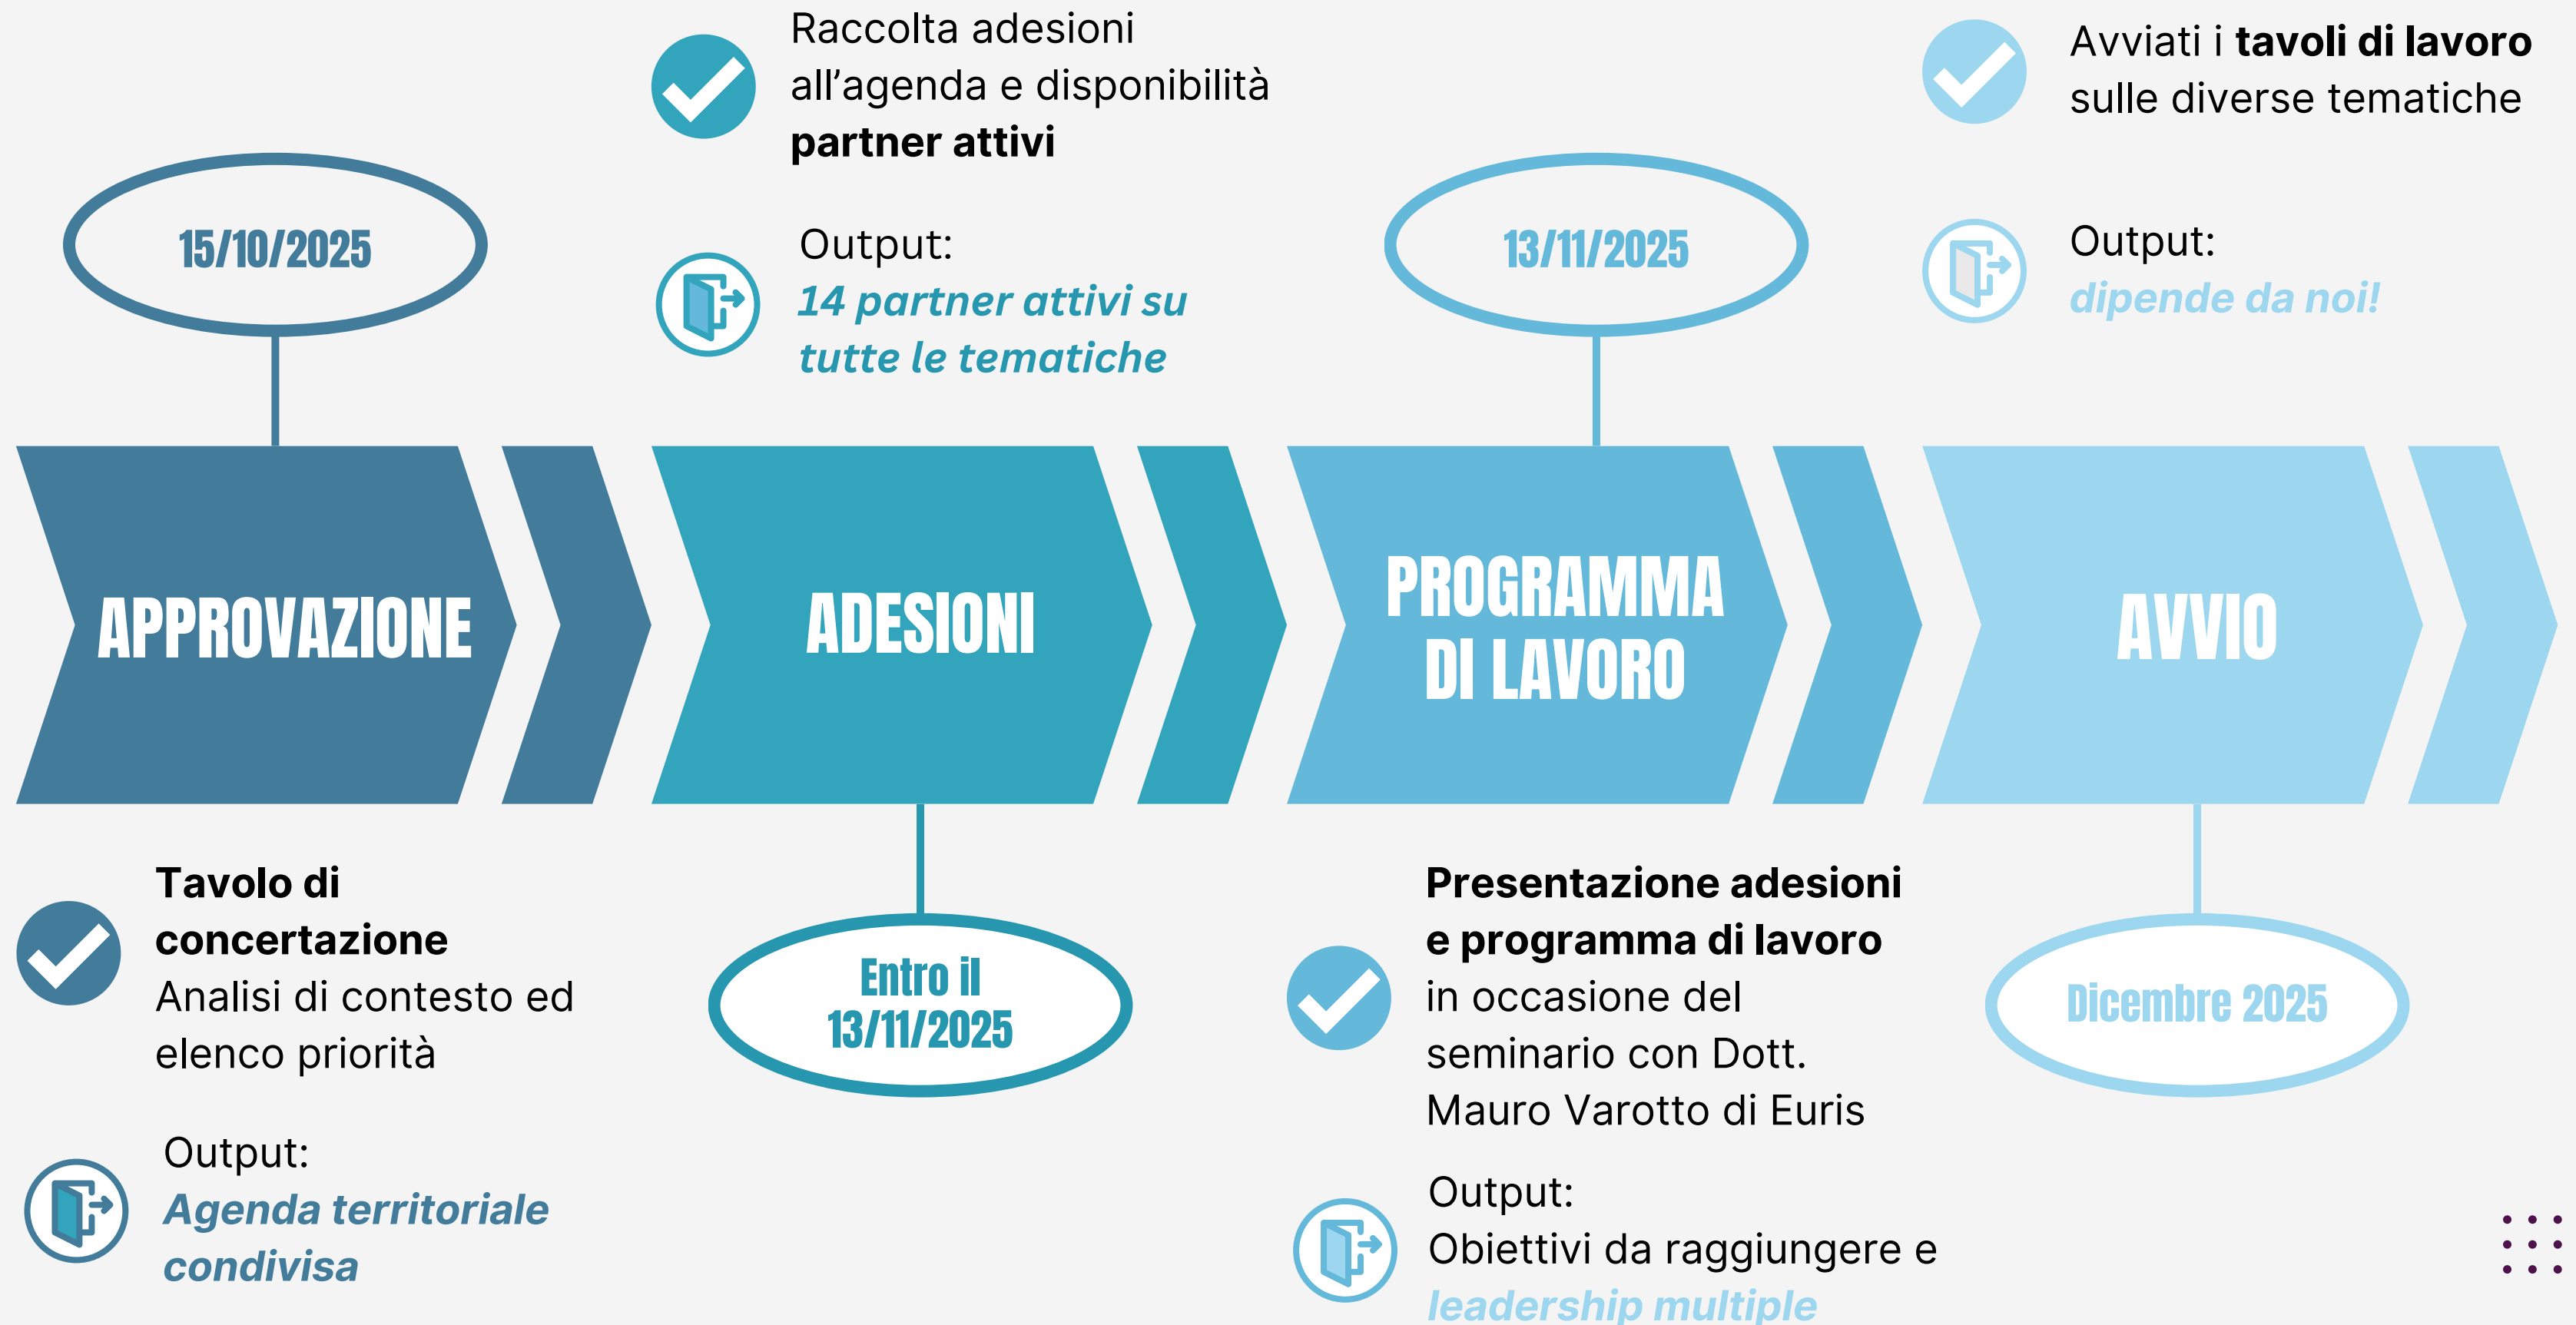 15/10/2025
APPROVAZIONE
Tavolo di
concertazione
Analisi di contesto ed
elenco priorità
Output:
Agenda territoriale
condivisa
Raccolta adesioni
all’agenda e disponibilità
partner attivi
Output:
14 partner attivi su
tutte le tematiche
ADESIONI
Entro il
13/11/2025
13/11/2025
PROGRAMMA
DI LAVORO
Presentazione adesioni
e programma di lavoro
in occasione del
seminario con Dott.
Mauro Varotto di Euris
Output:
Obiettivi da raggiungere e
leadership multiple
Avviati i tavoli di lavoro
sulle diverse tematiche
Output:
dipende da noi!
AVVIO
Dicembre 2025